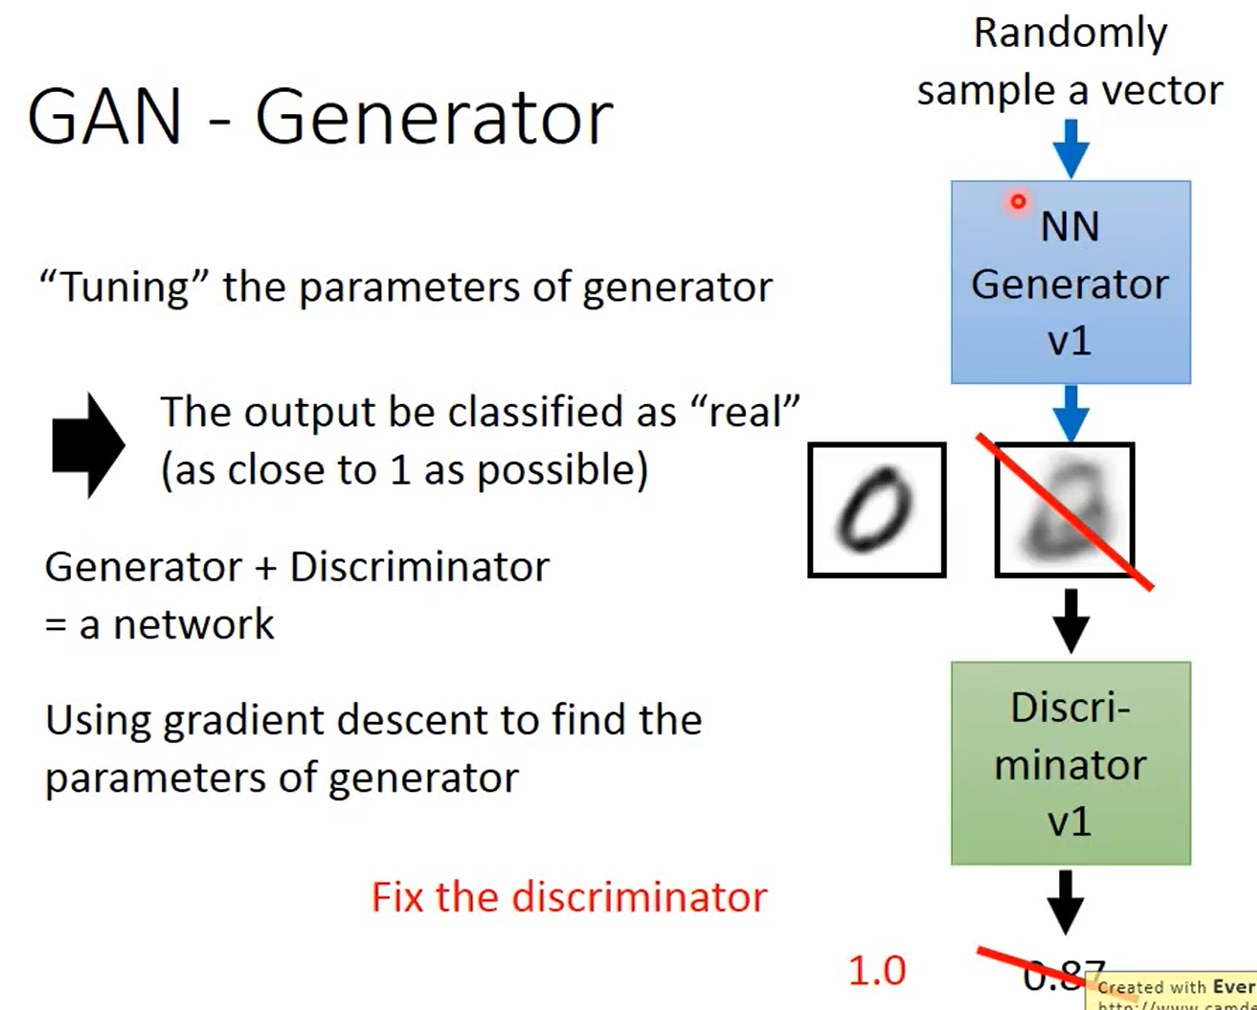 GAN - Generator
Randomly
sample a vector
NN
Generator
v1
“Tuning” the parameters of generator
The output be classified as “real”
(as close to 1 as possible)
Generator + Discriminator
= a network
Using gradient descent to find the
parameters of generator
Discri-
minator
v1
Fix the discriminator
1.0
0.87
Created with Ever
http://www.camde